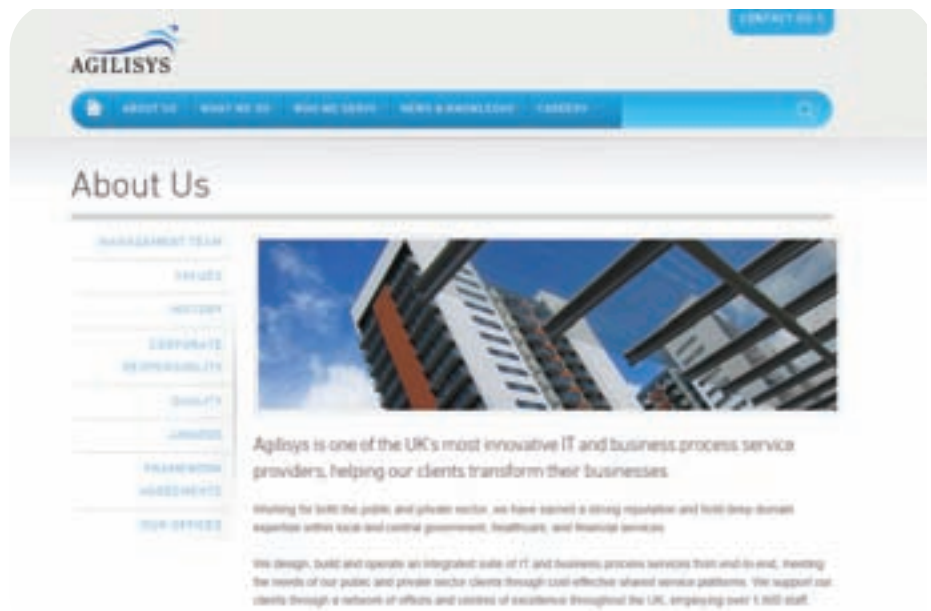 CONTACT US
AGILISYS
ABOUT US WHAT WE DO WHO WE SERVE NEWS & KNOWLEDGE CAREERS
About Us
MANAGEMENT TEAM
VALUES
HISTORY
CORPORATE
RESPONSIBILITY
QUALITY
AWARDS
FRAMEWORK
AGREEMENTS
OUR OFFICES
Agilisys is one of the UK's most innovative IT and business process service
providers, helping our clients transform their businesses
Working for both the public and private sector, we have earned a strong reputation and hold deep domain
expertise within local and central government, healthcare, and financial services
We design, build and operate an integrated suite of IT and business process services from end-to-end, meeting
the needs of our public and private sector clients through cost-effective shared service platforms. We support our
clients through a network of offices and centres of excellence throughout the UK, employing over 1,500 staff.